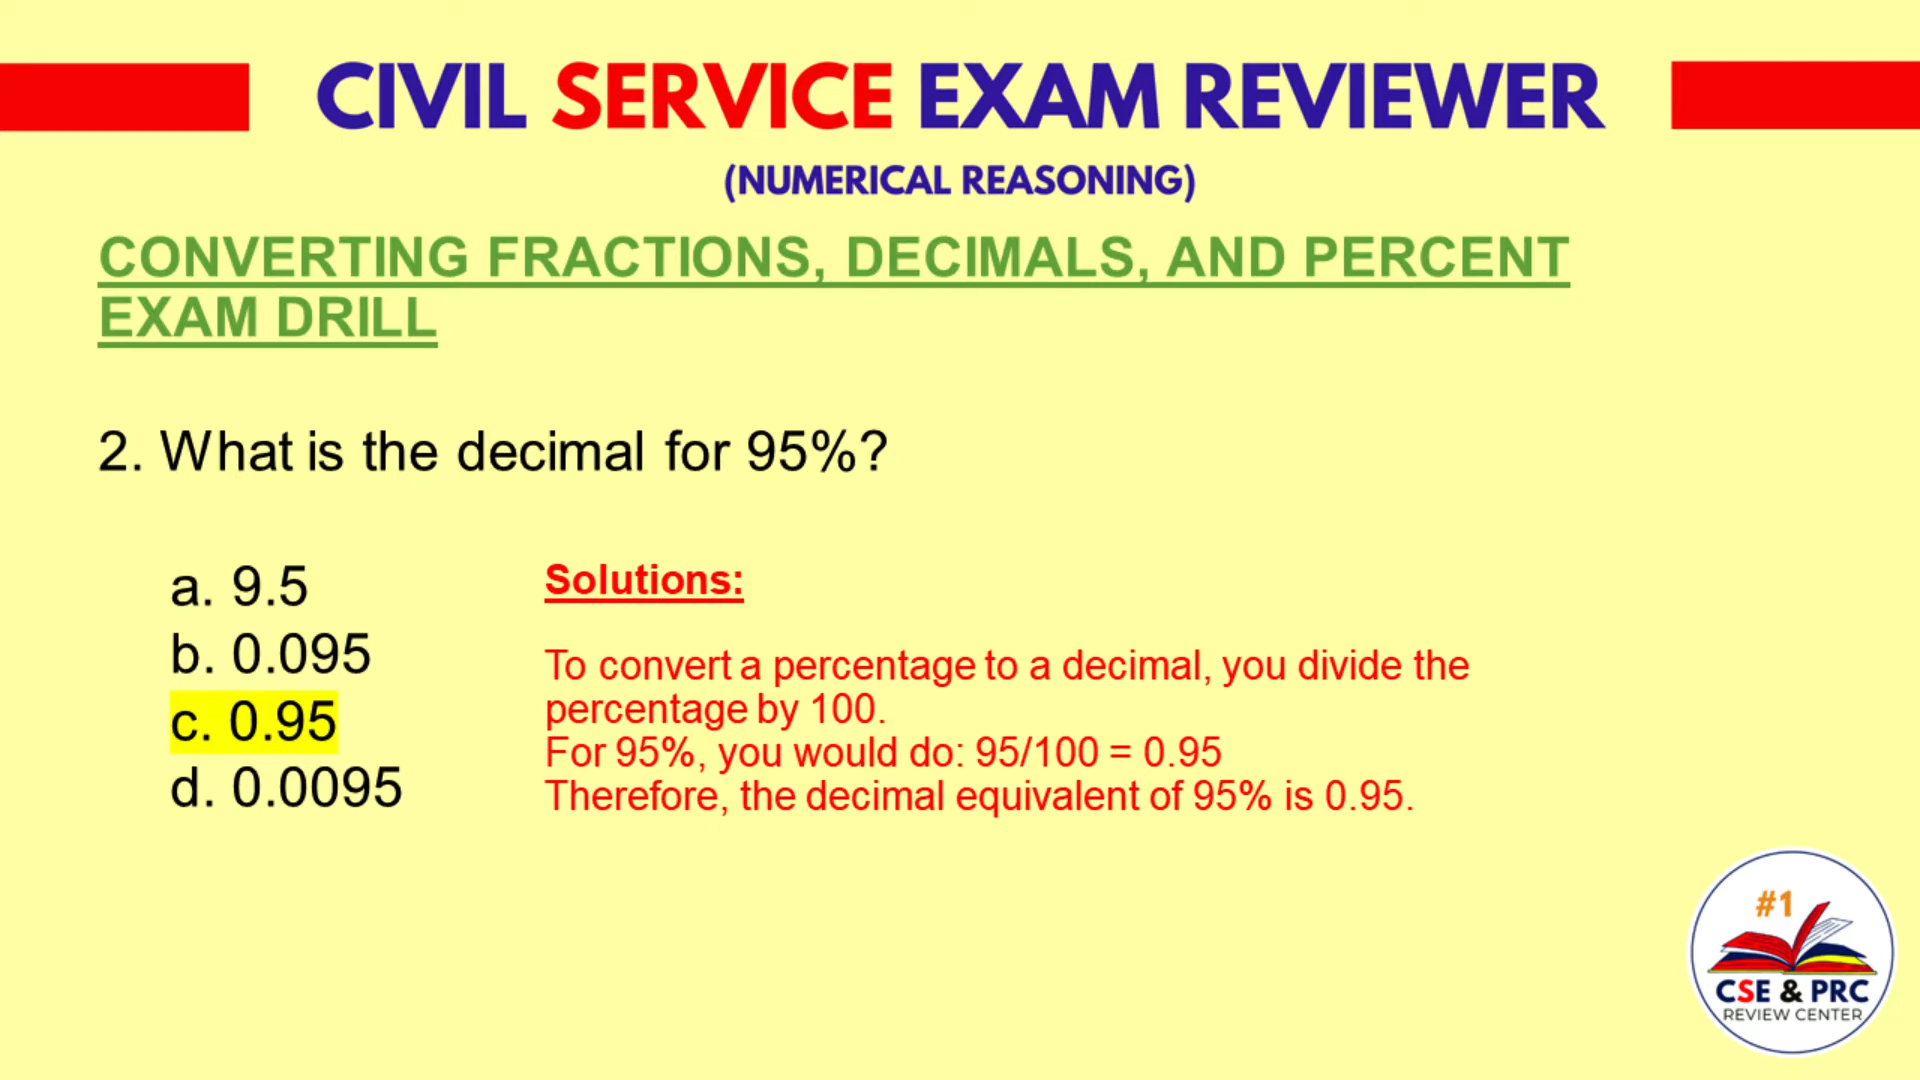 CIVIL SERVICE EXAM REVIEWER
(NUMERICAL REASONING)
CONVERTING FRACTIONS, DECIMALS, AND PERCENT
EXAM DRILL
2. What is the decimal for 95%?
a. 9.5
b. 0.095
c. 0.95
d. 0.0095
Solutions:
To convert a percentage to a decimal, you divide the
percentage by 100.
For 95%, you would do: 95/100 = 0.95
Therefore, the decimal equivalent of 95% is 0.95.
#1
CSE & PRC
REVIEW CENTER